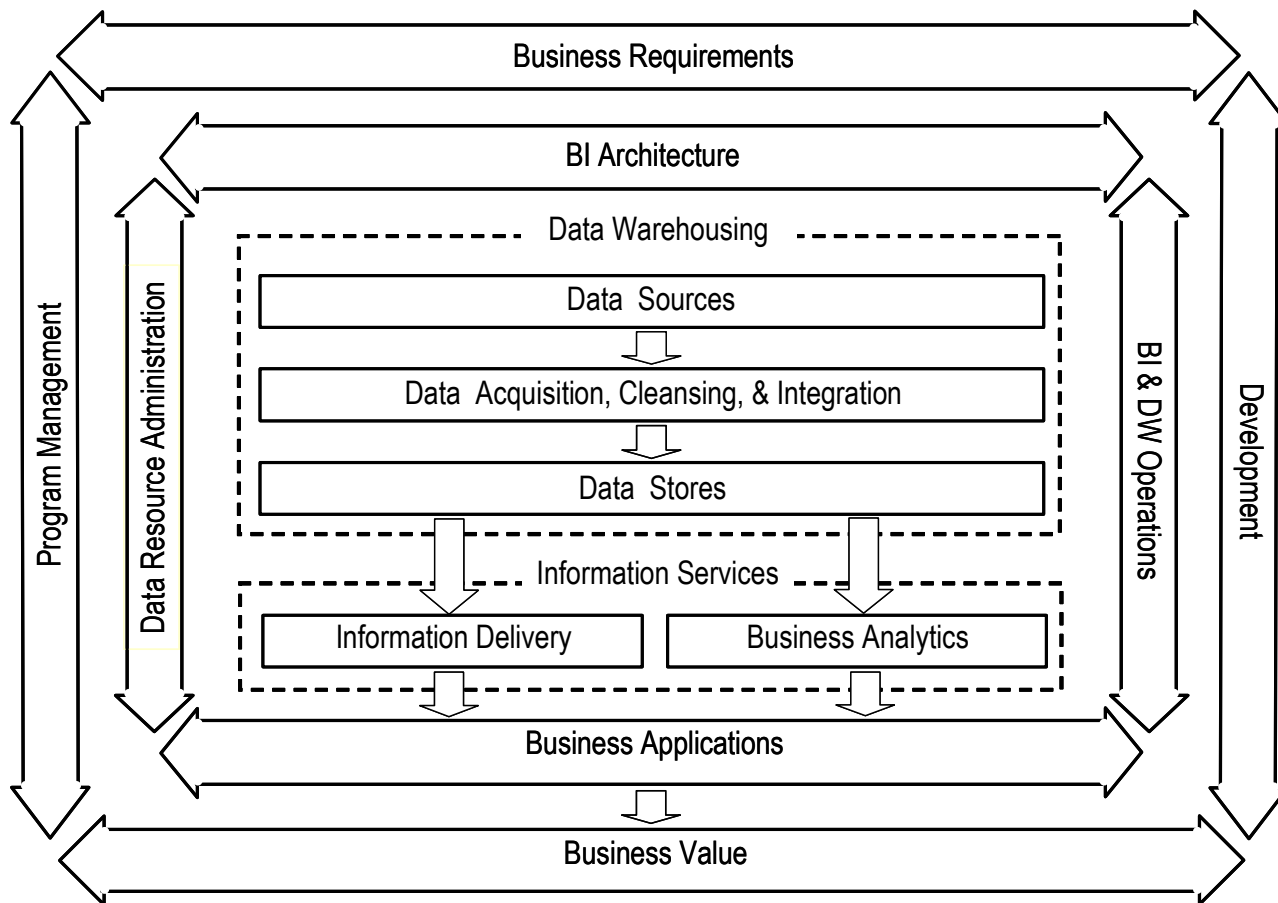 Business Requirements
BI Architecture
Data Warehousing
Data Sources
Data Acquisition, Cleansing, & Integration
Data Stores
Information Services
Information Delivery
Business Analytics
Business Applications
Business Value
Program Management
Data Resource Administration
BI & DW Operations
Development